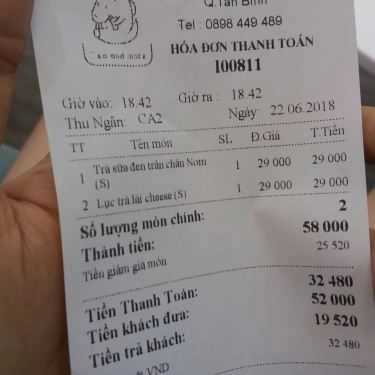 Q.Tân Bình
Tel : 0898 449 489
HÓA ĐƠN THANH TOÁN
I00811
Giờ vào: 18.42 Giờ ra : 18.42
Thu Ngân: CA2 Ngày: 22.06.2018
TT Tên món SL Đ.Giá T.Tiền
1 Trà sữa đen trân châu Nom (S) 1 29 000 29 000
2 Lục trà lài cheese (S) 1 29 000 29 000
Số lượng món chính: 2
Thành tiền: 58 000
Tiền giảm giá món 25 520
Tiền Thanh Toán: 32 480
Tiền khách đưa: 52 000
Tiền trả khách: 19 520
VND 32 480